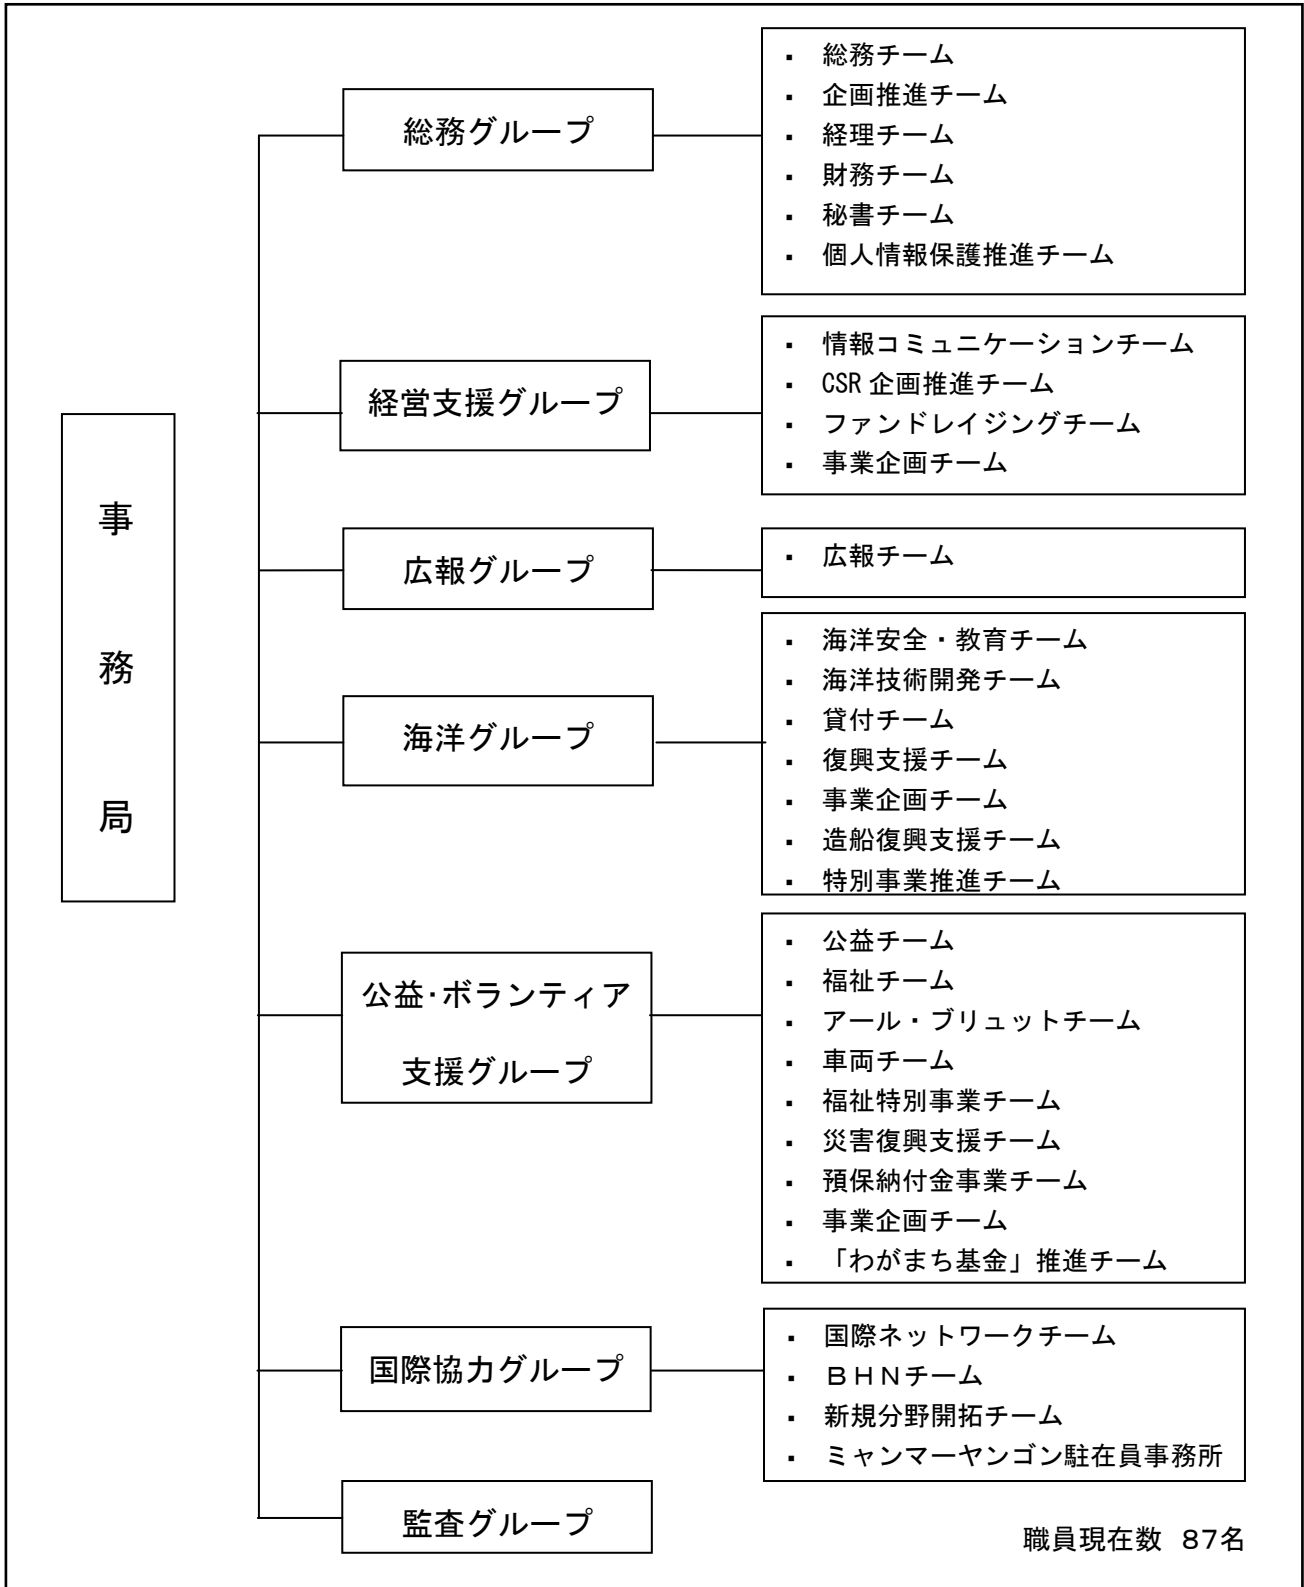 事務局
総務グループ
▪ 総務チーム
▪ 企画推進チーム
▪ 経理チーム
▪ 財務チーム
▪ 秘書チーム
▪ 個人情報保護推進チーム
経営支援グループ
▪ 情報コミュニケーションチーム
▪ CSR 企画推進チーム
▪ ファンドレイジングチーム
▪ 事業企画チーム
広報グループ
▪ 広報チーム
海洋グループ
▪ 海洋安全・教育チーム
▪ 海洋技術開発チーム
▪ 貸付チーム
▪ 復興支援チーム
▪ 事業企画チーム
▪ 造船復興支援チーム
▪ 特別事業推進チーム
公益・ボランティア
支援グループ
▪ 公益チーム
▪ 福祉チーム
▪ アール・ブリュットチーム
▪ 車両チーム
▪ 福祉特別事業チーム
▪ 災害復興支援チーム
▪ 預保納付金事業チーム
▪ 事業企画チーム
▪ 「わがまち基金」推進チーム
国際協力グループ
▪ 国際ネットワークチーム
▪ ＢＨＮチーム
▪ 新規分野開拓チーム
▪ ミャンマーヤンゴン駐在員事務所
監査グループ
職員現在数 87名